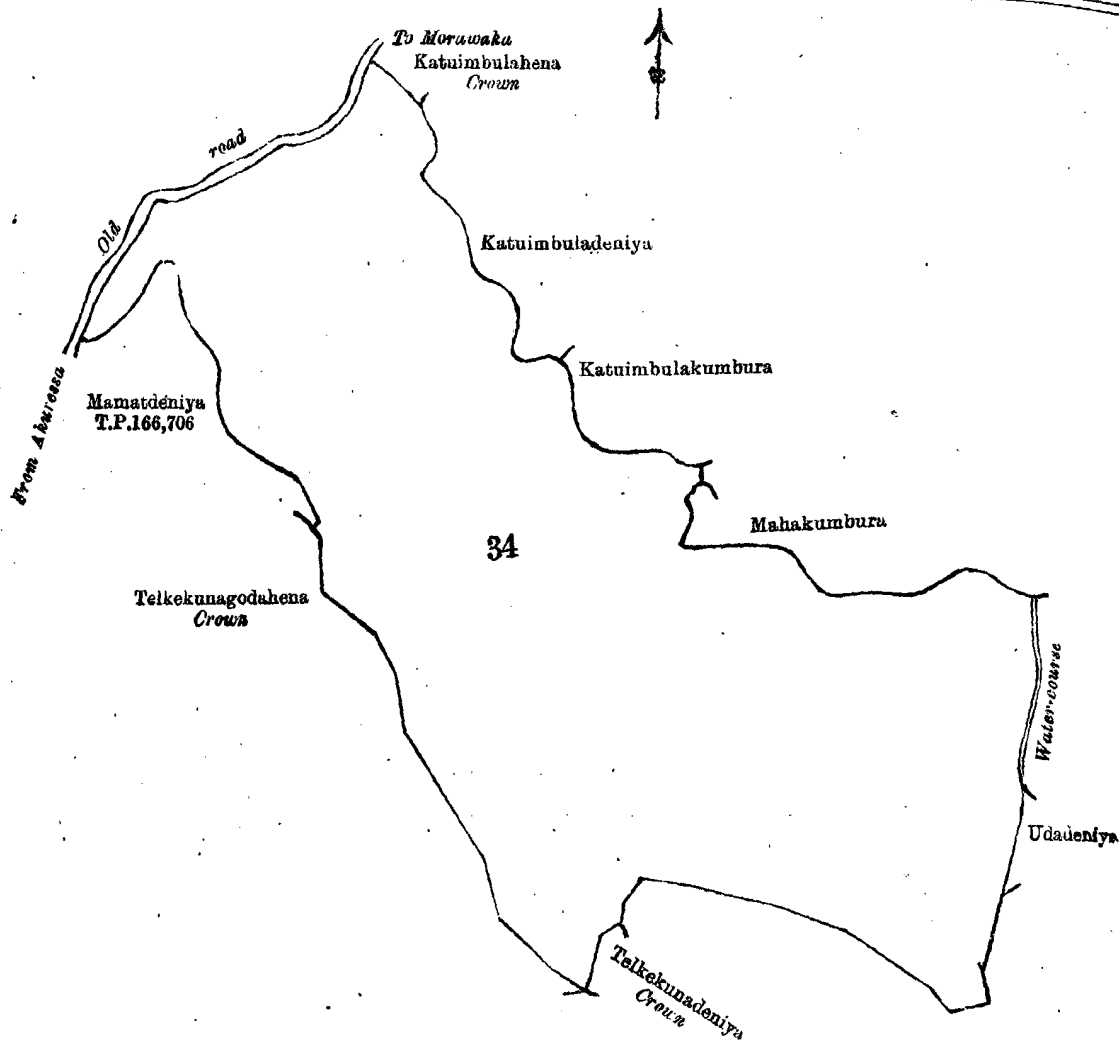 To Morawaka
Katuimbulahena
Crown
road
Old
Katuimbuladeniya
Katuimbulakumbura
Mamatdeniya
T.P.166,706
From Akuressa
Mahakumbura
34
Telkekunagodahena
Crown
Water-course
Udadeniya
Telkekunadeniya
Crown